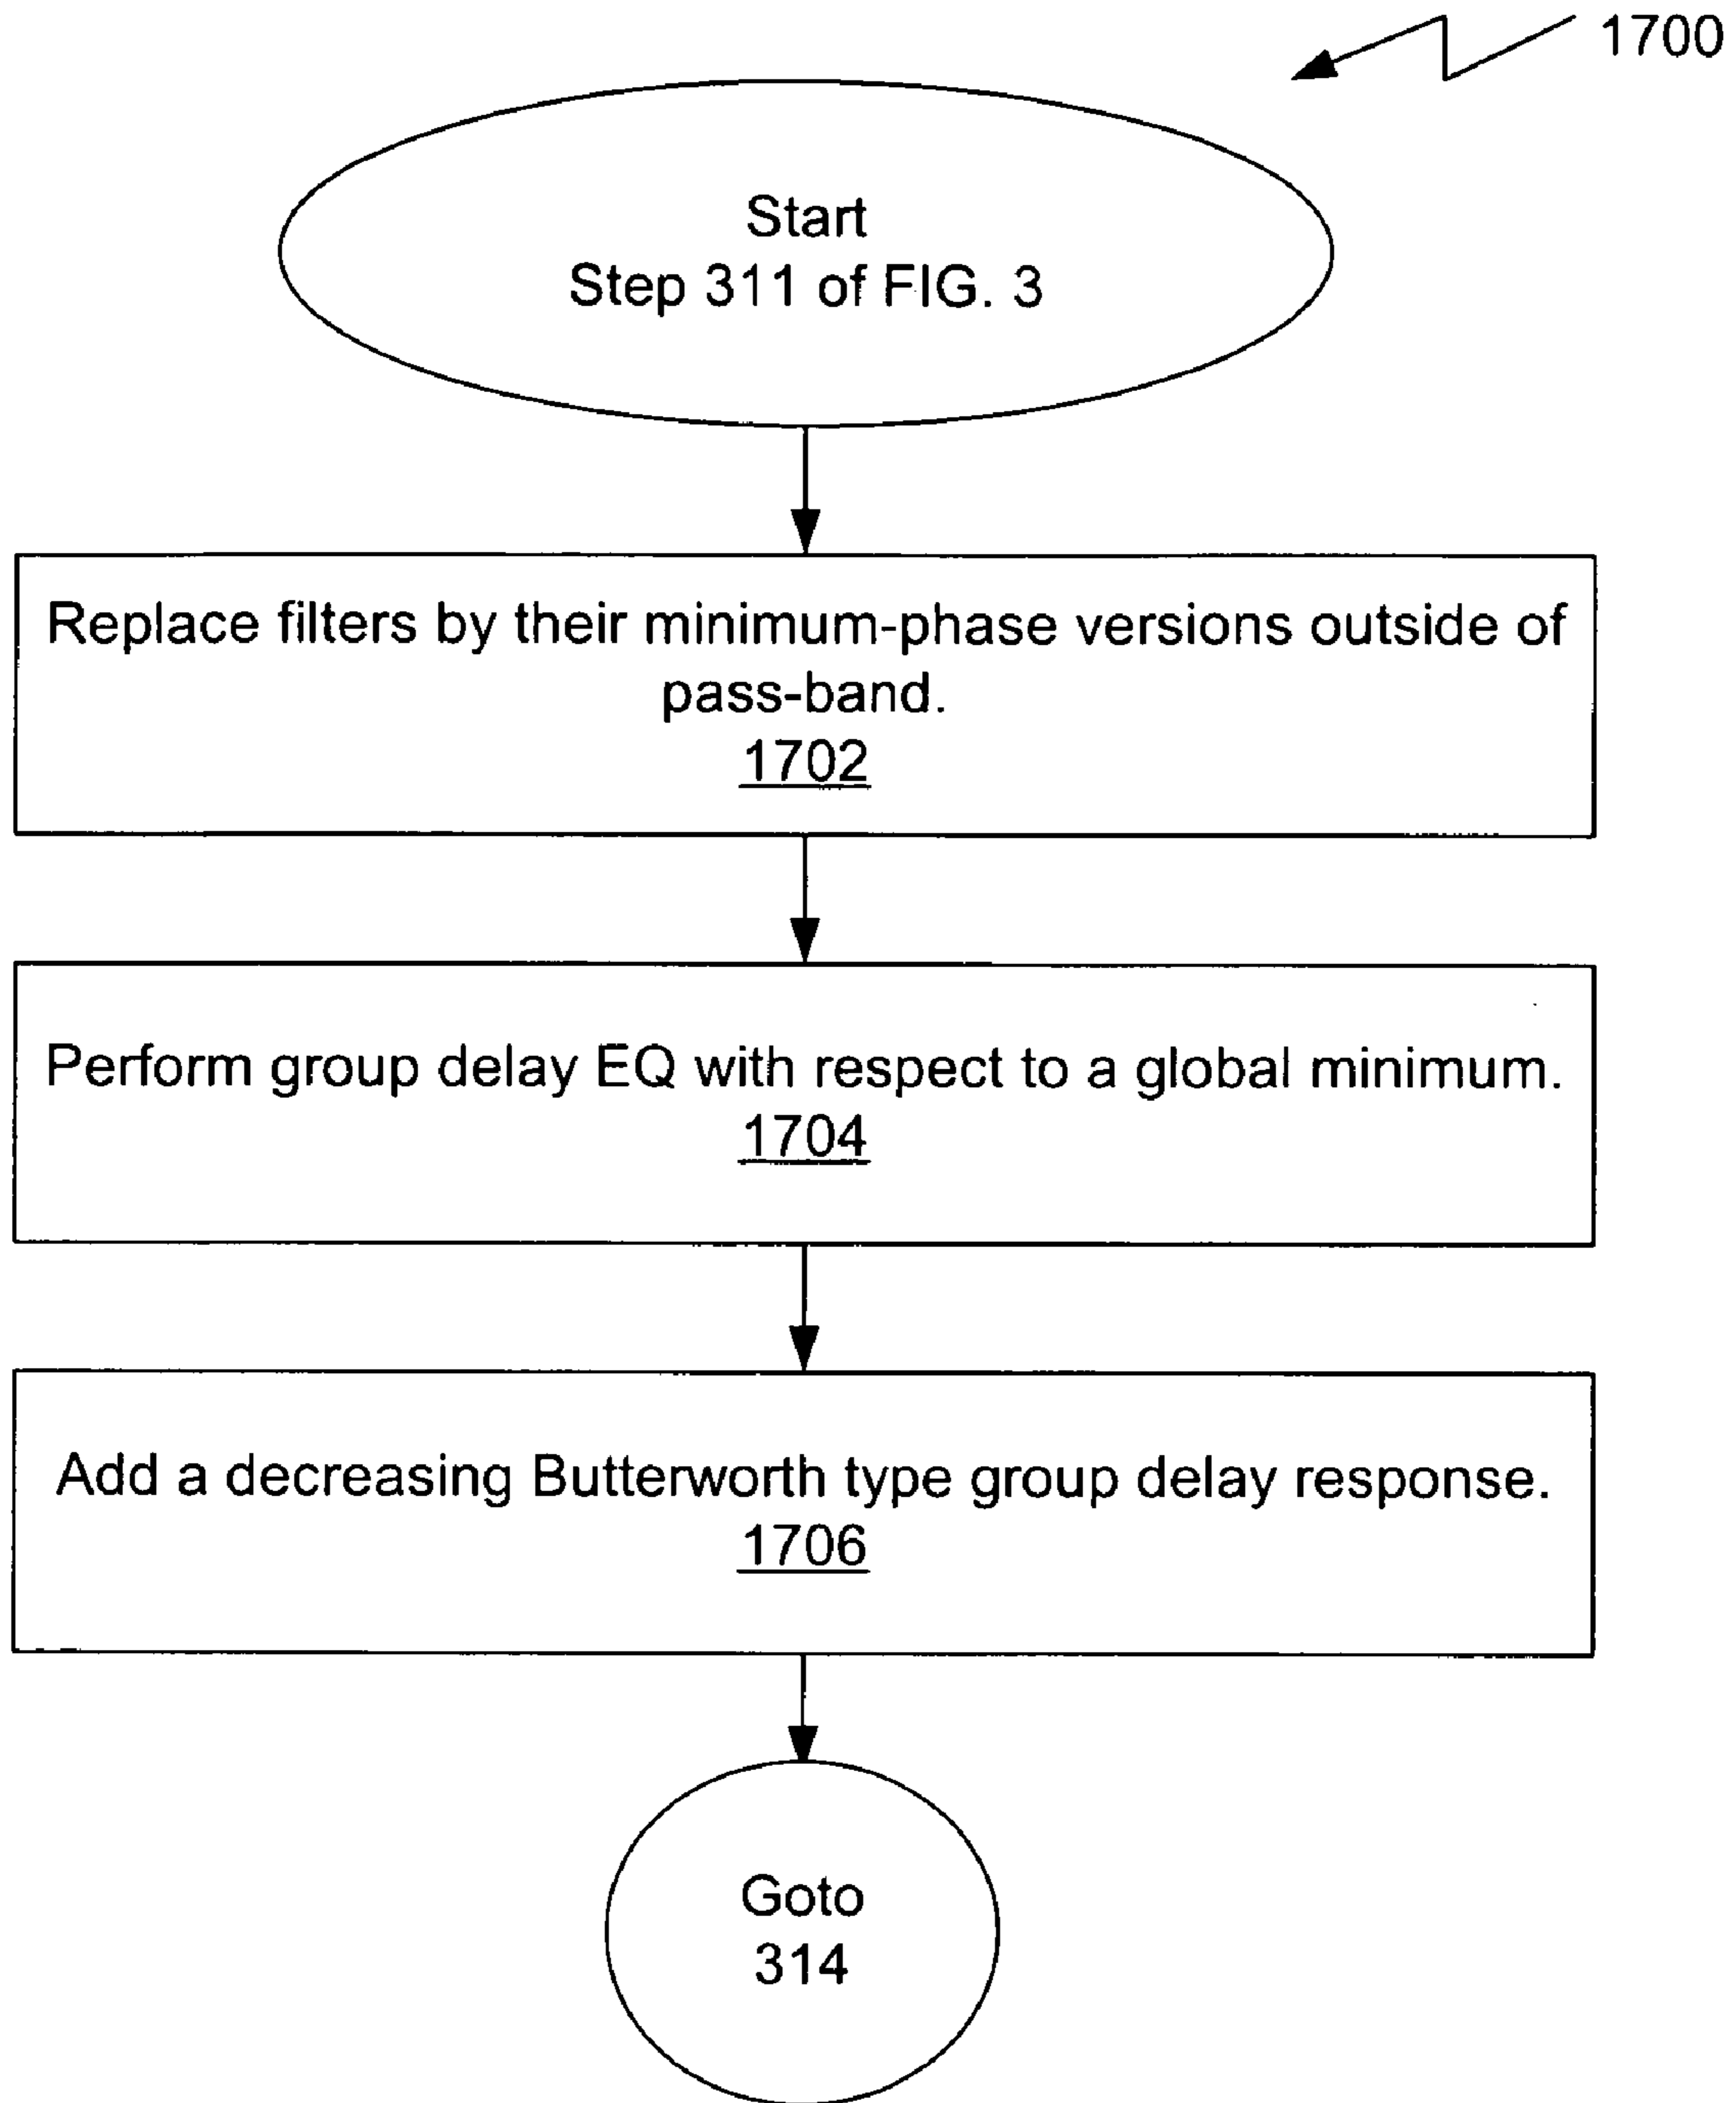 1700
Start
Step 311 of FIG. 3
Replace filters by their minimum-phase versions outside of
pass-band.
1702
Perform group delay EQ with respect to a global minimum.
1704
Add a decreasing Butterworth type group delay response.
1706
Goto
314